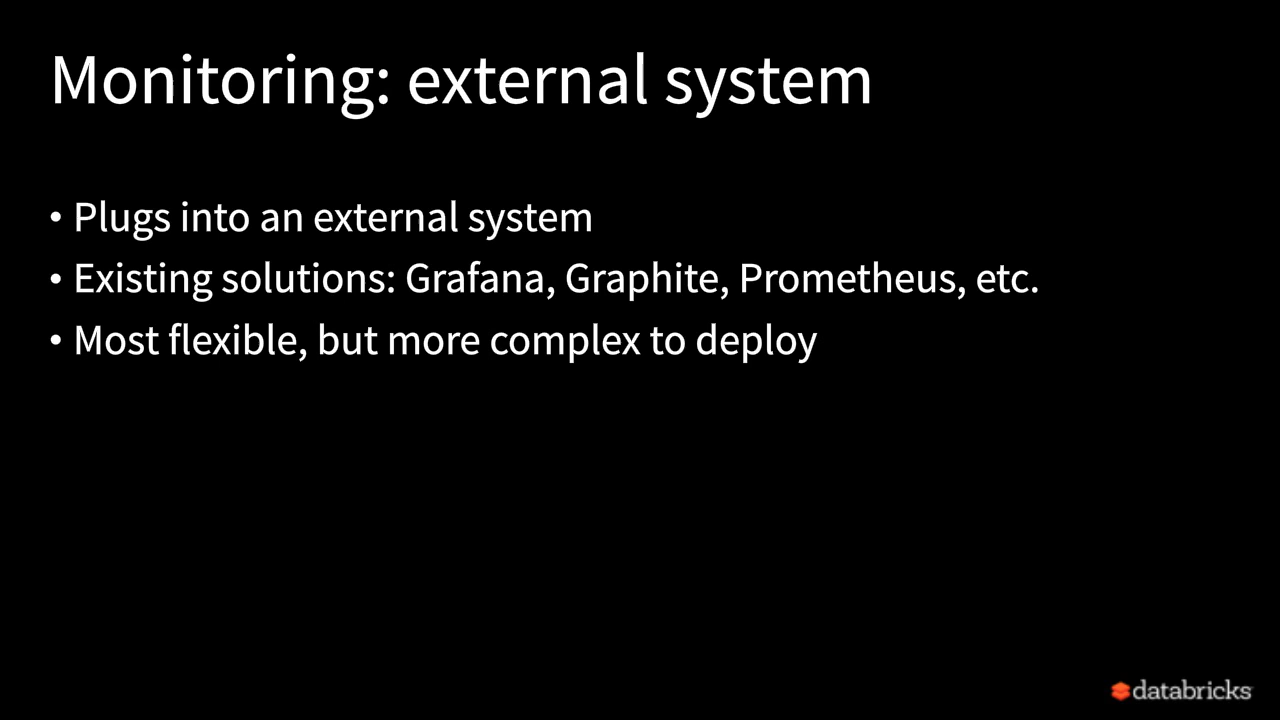 Monitoring: external system
• Plugs into an external system
• Existing solutions: Grafana, Graphite, Prometheus, etc.
• Most flexible, but more complex to deploy
databricks